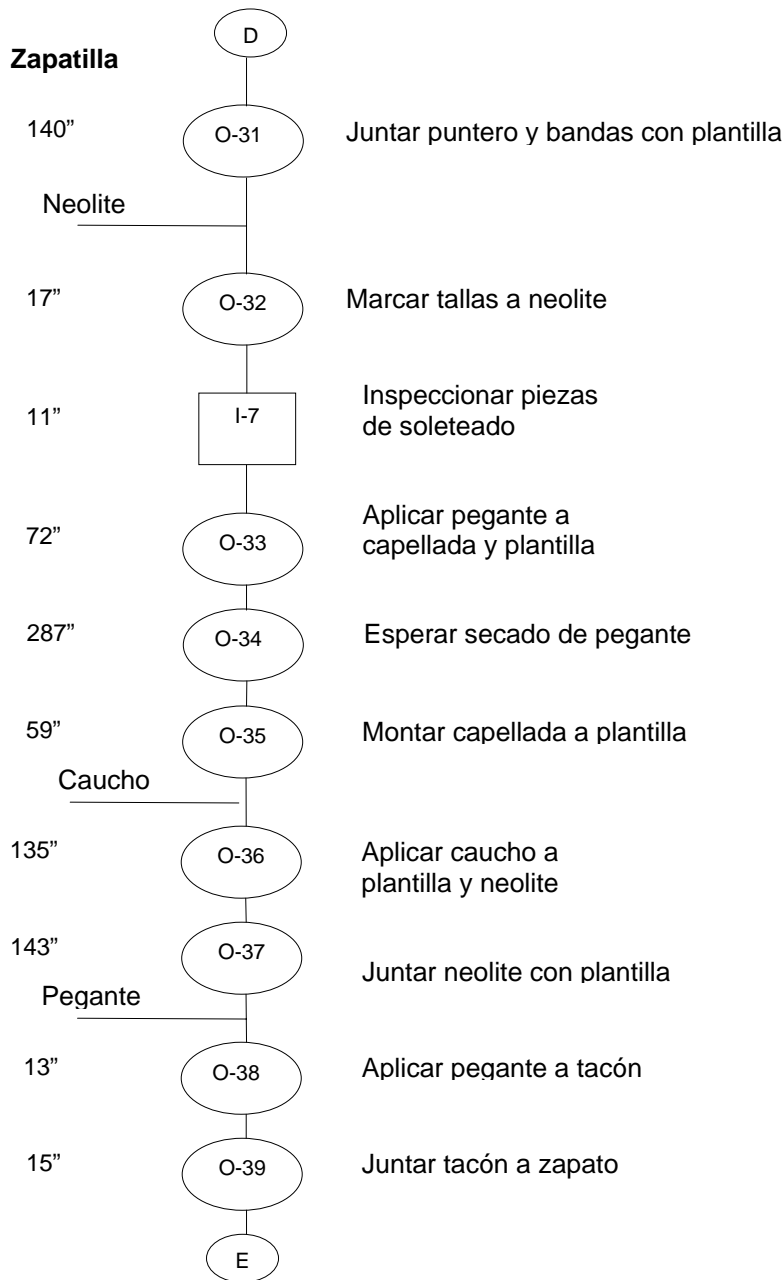 D
Zapatilla
140”
O-31
Juntar puntero y bandas con plantilla
Neolite
17”
O-32
Marcar tallas a neolite
11”
I-7
Inspeccionar piezas
de soleteado
72”
O-33
Aplicar pegante a
capellada y plantilla
287”
O-34
Esperar secado de pegante
59”
O-35
Montar capellada a plantilla
Caucho
135”
O-36
Aplicar caucho a
plantilla y neolite
143”
O-37
Juntar neolite con plantilla
Pegante
13”
O-38
Aplicar pegante a tacón
15”
O-39
Juntar tacón a zapato
E